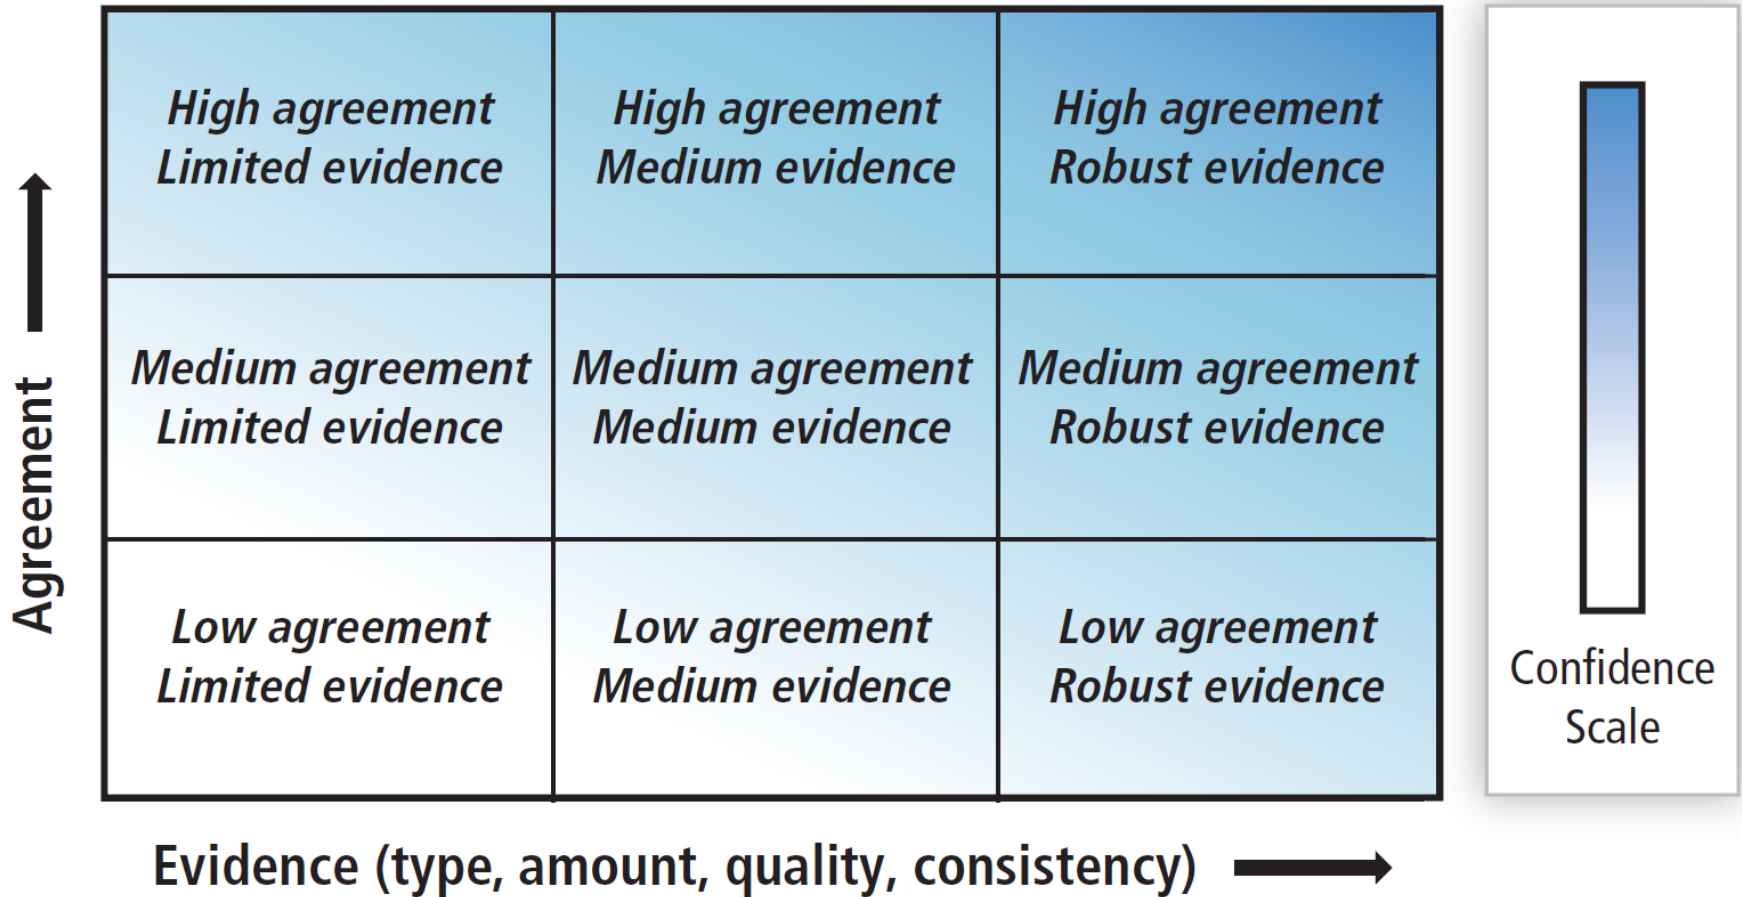 High agreement
Limited evidence
High agreement
Medium evidence
High agreement
Robust evidence
Medium agreement
Limited evidence
Medium agreement
Medium evidence
Medium agreement
Robust evidence
Low agreement
Limited evidence
Low agreement
Medium evidence
Low agreement
Robust evidence
Agreement
Evidence (type, amount, quality, consistency)
Confidence
Scale